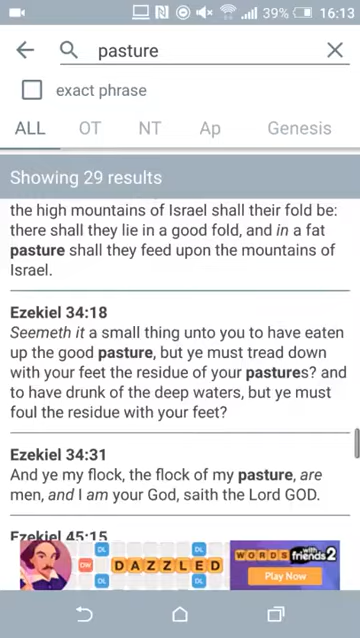 39% 16:13
pasture
exact phrase
ALL OT NT Ap Genesis
Showing 29 results
the high mountains of Israel shall their fold be:
there shall they lie in a good fold, and in a fat
pasture shall they feed upon the mountains of
Israel.
Ezekiel 34:18
Seemeth it a small thing unto you to have eaten
up the good pasture, but ye must tread down
with your feet the residue of your pastures? and
to have drunk of the deep waters, but ye must
foul the residue with your feet?
Ezekiel 34:31
And ye my flock, the flock of my pasture, are
men, and I am your God, saith the Lord GOD.
Ezekiel 45:15
DL DL
DW DAZZLED
DL DL
WORDS with friends 2
Play Now